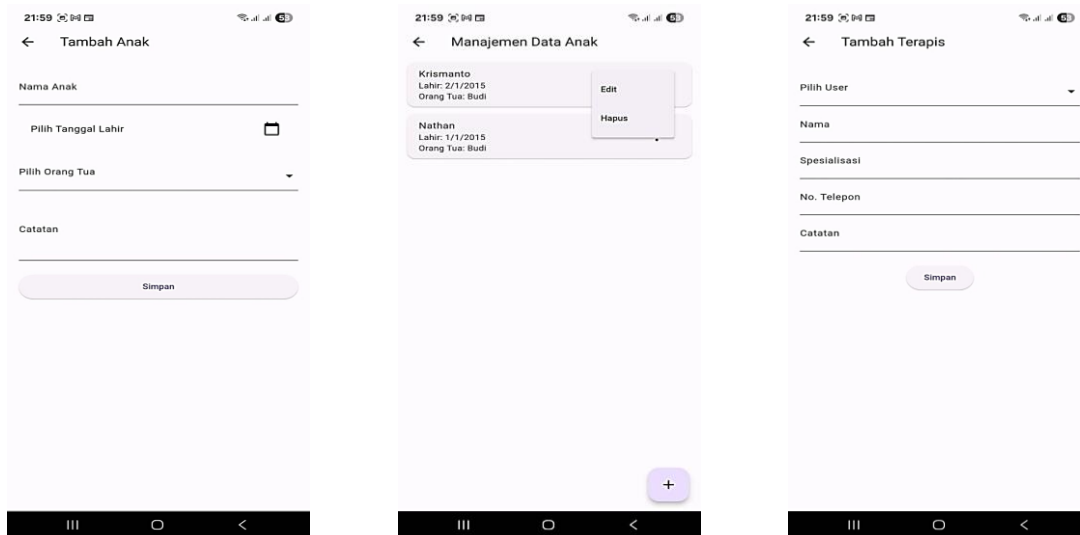 21:59
Tambah Anak
Nama Anak
Pilih Tanggal Lahir
Pilih Orang Tua
Catatan
Simpan
21:59
Manajemen Data Anak
Krismanto
Lahir: 2/1/2015
Orang Tua: Budi
Edit
Hapus
Nathan
Lahir: 1/1/2015
Orang Tua: Budi
21:59
Tambah Terapis
Pilih User
Nama
Spesialisasi
No. Telepon
Catatan
Simpan